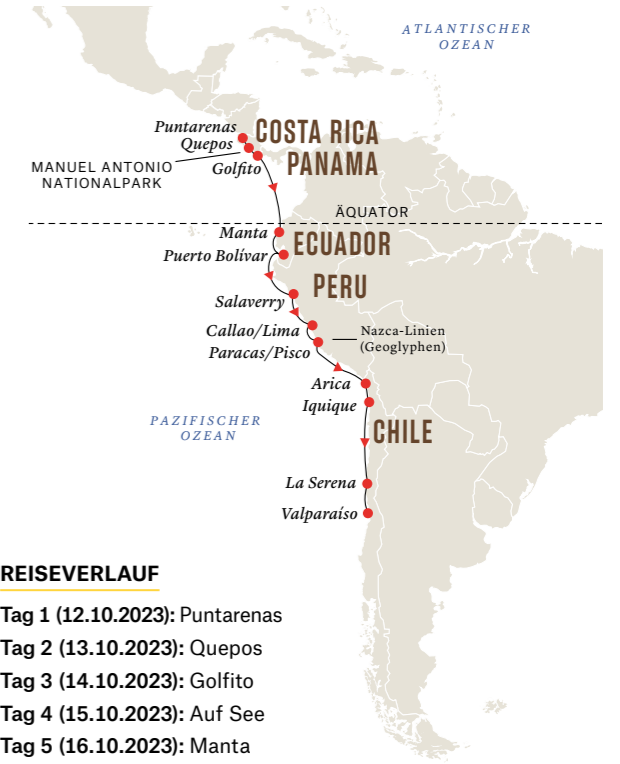 ATLANTISCHER
OZEAN
Puntarenas
COSTA RICA
Quepos
PANAMA
MANUEL ANTONIO
NATIONALPARK
Golfito
ÄQUATOR
Manta
ECUADOR
Puerto Bolívar
PERU
Salaverry
Callao/Lima
Nazca-Linien
(Geoglyphen)
Paracas/Pisco
Arica
Iquique
PAZIFISCHER
OZEAN
CHILE
La Serena
Valparaíso
REISEVERLAUF
Tag 1 (12.10.2023): Puntarenas
Tag 2 (13.10.2023): Quepos
Tag 3 (14.10.2023): Golfito
Tag 4 (15.10.2023): Auf See
Tag 5 (16.10.2023): Manta